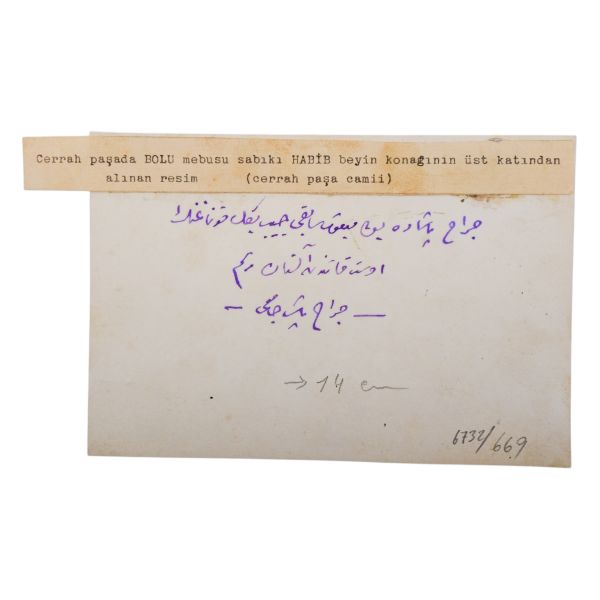 Cerrah paşada BOLU mebusu sabıkı HABİB beyin konağının üst katından
alınan resim (cerrah paşa camii)
جراح پاشاده بولی مبعوث سابقی حبیب بكك قوناغنك
اوست قاتندن آلنان رسم
— جراح پاشا جامعی —
→ 14 cm
6732/669